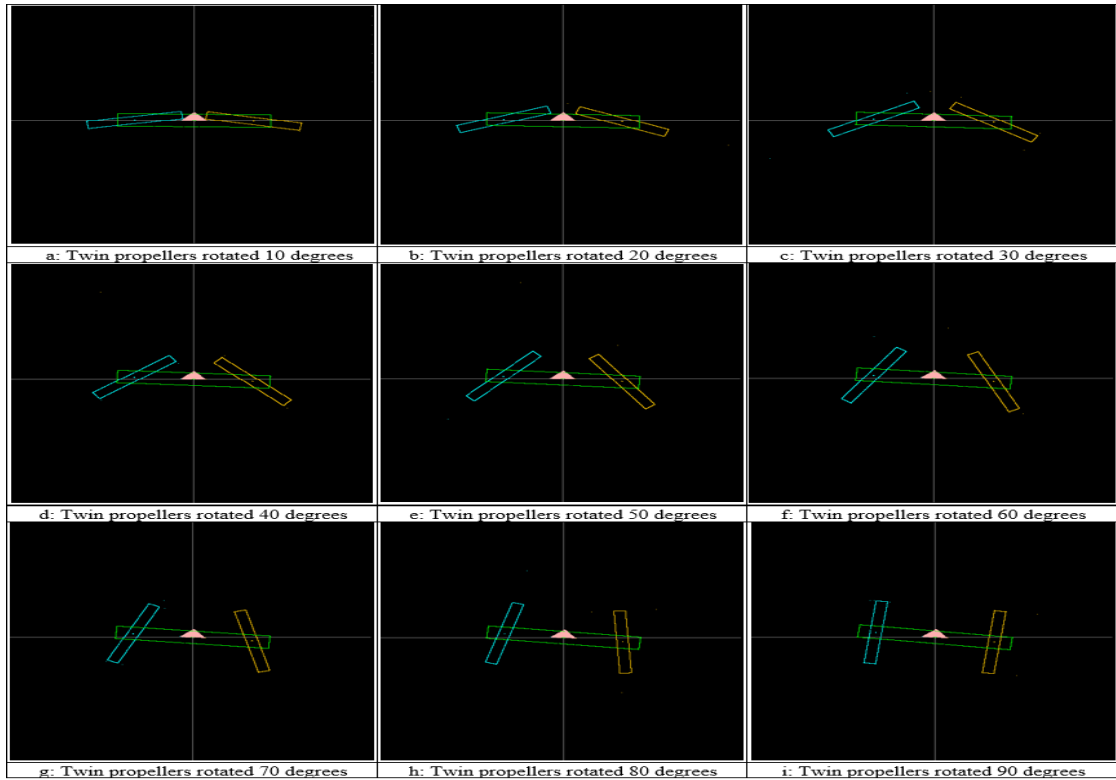 a: Twin propellers rotated 10 degrees
b: Twin propellers rotated 20 degrees
c: Twin propellers rotated 30 degrees
d: Twin propellers rotated 40 degrees
e: Twin propellers rotated 50 degrees
f: Twin propellers rotated 60 degrees
g: Twin propellers rotated 70 degrees
h: Twin propellers rotated 80 degrees
i: Twin propellers rotated 90 degrees